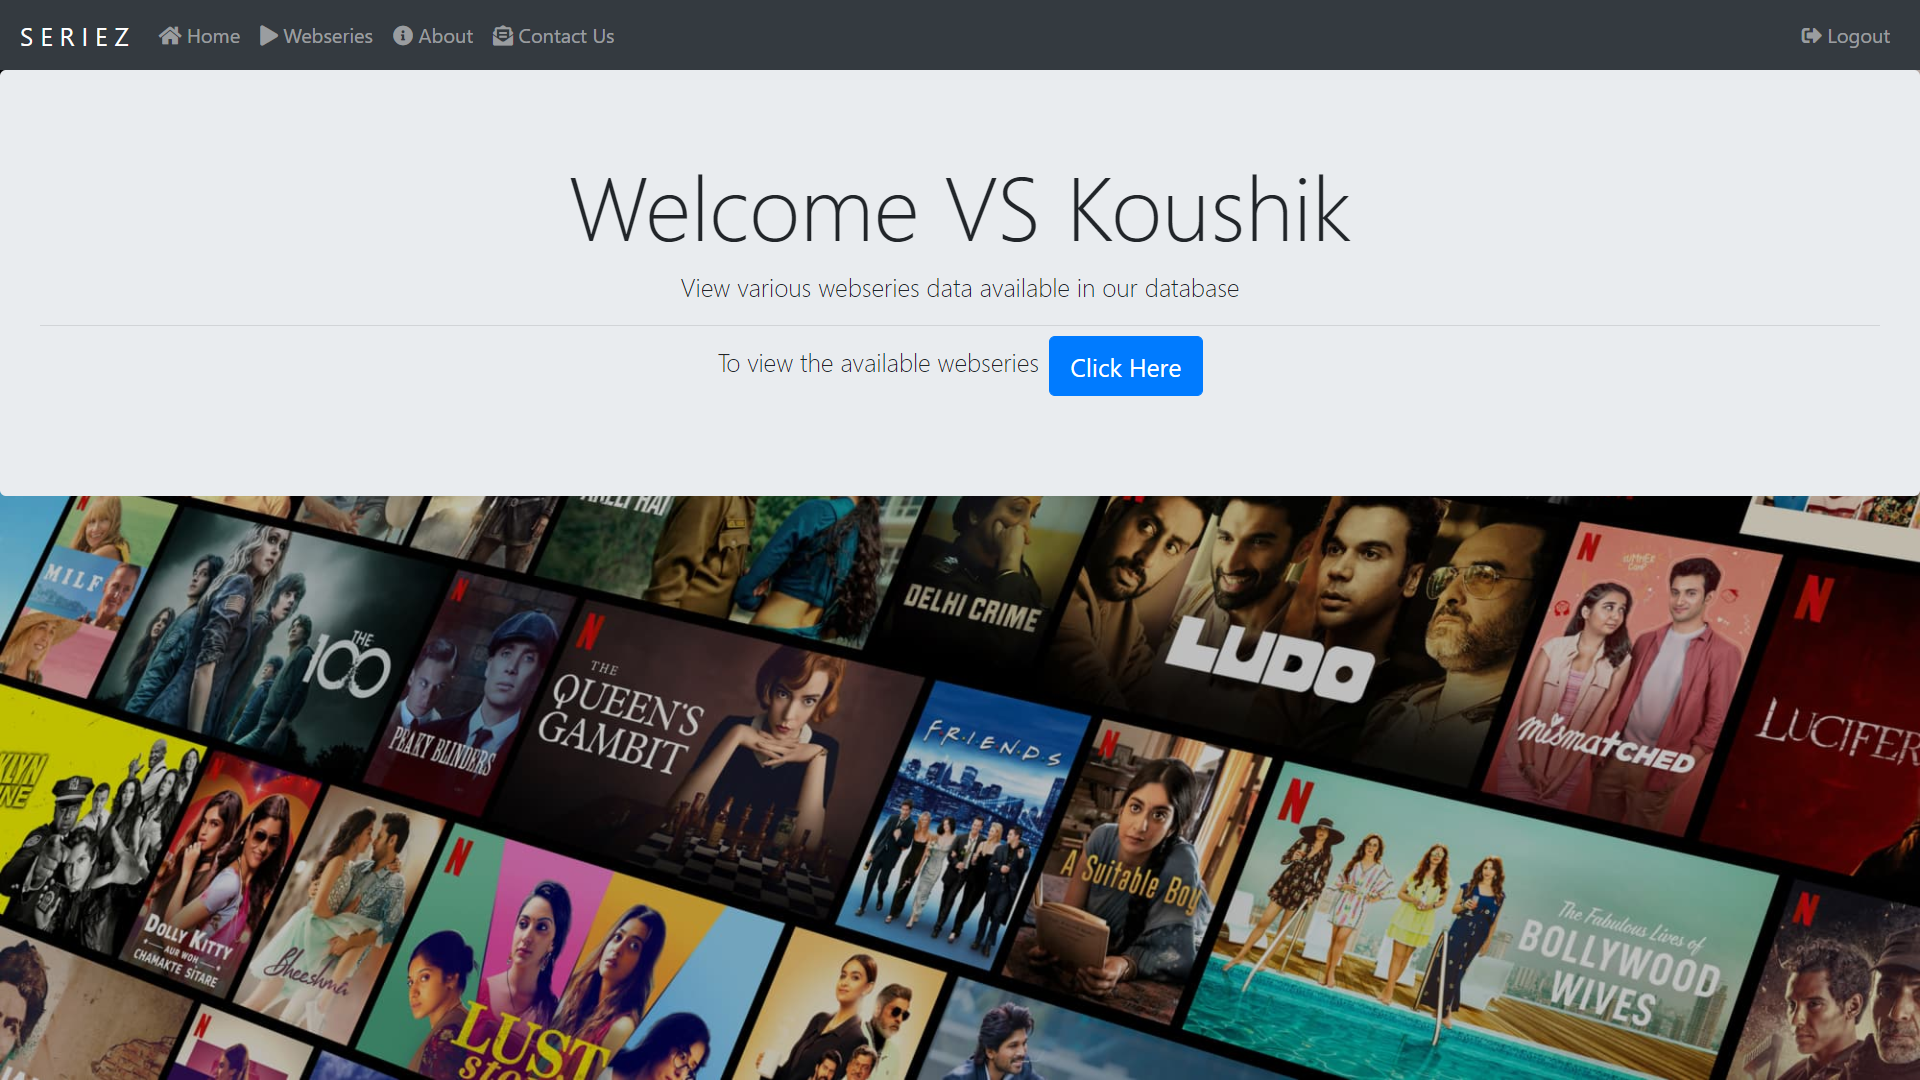 SERIEZ
Home
Webseries
About
Contact Us
Logout
Welcome VS Koushik
View various webseries data available in our database
To view the available webseries
Click Here
MILF
THE
100
PEAKY BLINDERS
N
THE
QUEEN'S
GAMBIT
DELHI CRIME
LUDO
N
MISMATCHED
N
LUCIFER
F·R·I·E·N·D·S
N
A Suitable Boy
N
The Fabulous Lives of
BOLLYWOOD
WIVES
DOLLY KITTY
AUR WOH
CHAMAKTE SITARE
Bheeshma
N
LUST
N
N